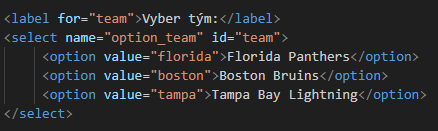 <label for="team">Vyber tým:</label>
<select name="option_team" id="team">
<option value="florida">Florida Panthers</option>
<option value="boston">Boston Bruins</option>
<option value="tampa">Tampa Bay Lightning</option>
</select>